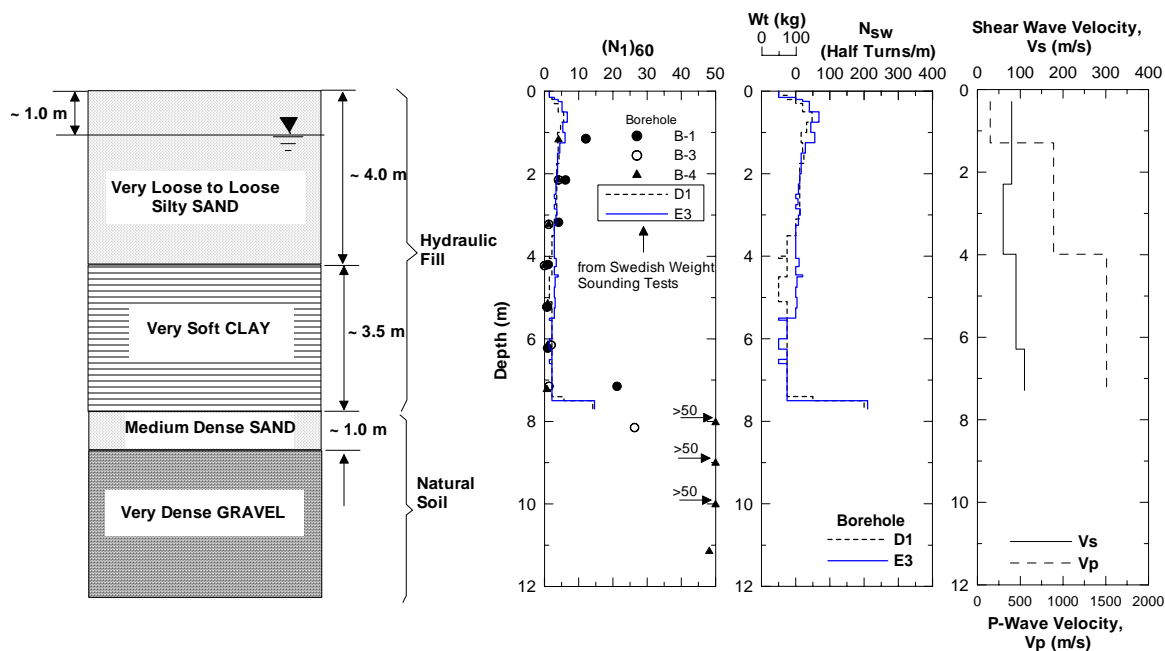 ~ 1.0 m
Very Loose to Loose
Silty SAND
~ 4.0 m
Hydraulic
Fill
Very Soft CLAY
~ 3.5 m
Medium Dense SAND
~ 1.0 m
Natural
Soil
Very Dense GRAVEL
(N1)60
0 10 20 30 40 50
0
2
4
6
8
10
12
Depth (m)
Borehole
B-1
B-3
B-4
D1
E3
from Swedish Weight
Sounding Tests
>50
>50
>50
Wt (kg)
0 100
NSW
(Half Turns/m)
0 100 200 300 400
0
2
4
6
8
10
12
Borehole
D1
E3
Shear Wave Velocity,
Vs (m/s)
0 100 200 300 400
0
2
4
6
8
10
12
Vs
Vp
0 500 1000 1500 2000
P-Wave Velocity,
Vp (m/s)